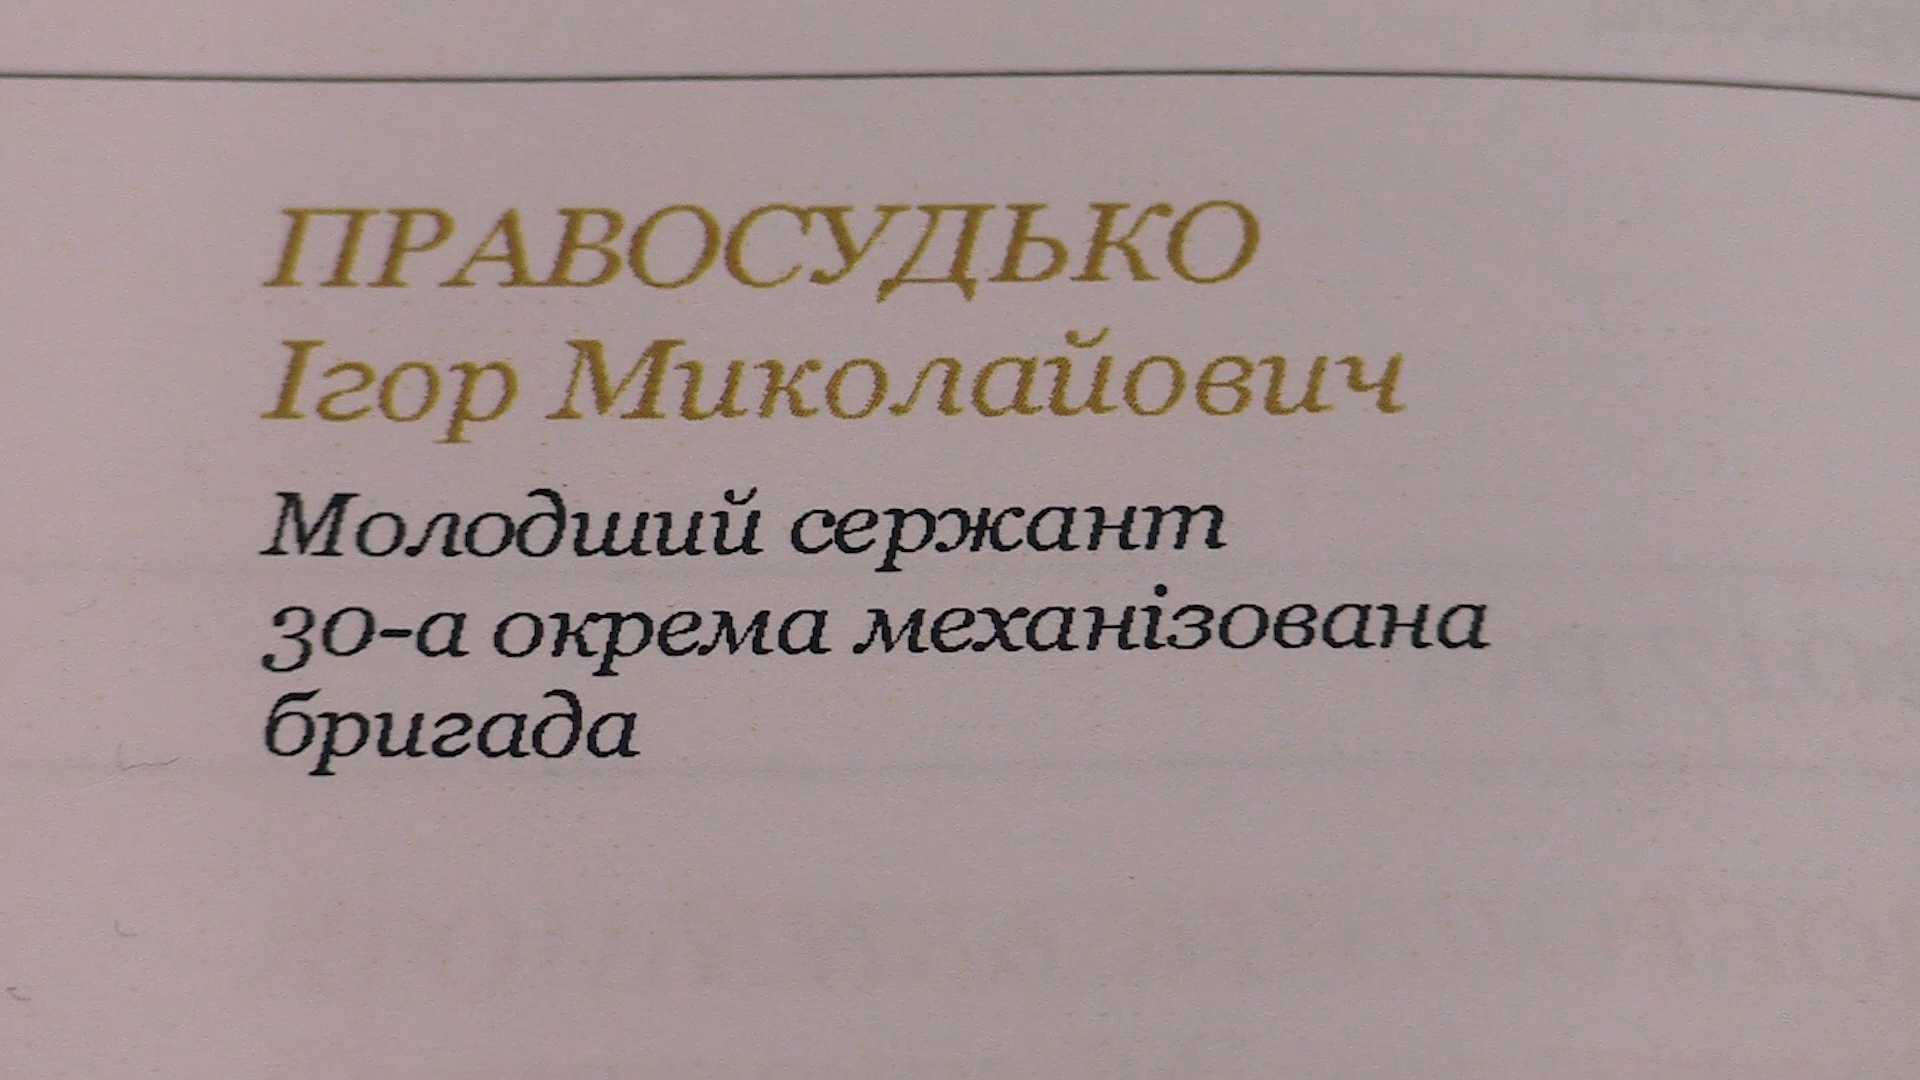 ПРАВОСУДЬКО
Ігор Миколайович
Молодший сержант
30-а окрема механізована
бригада